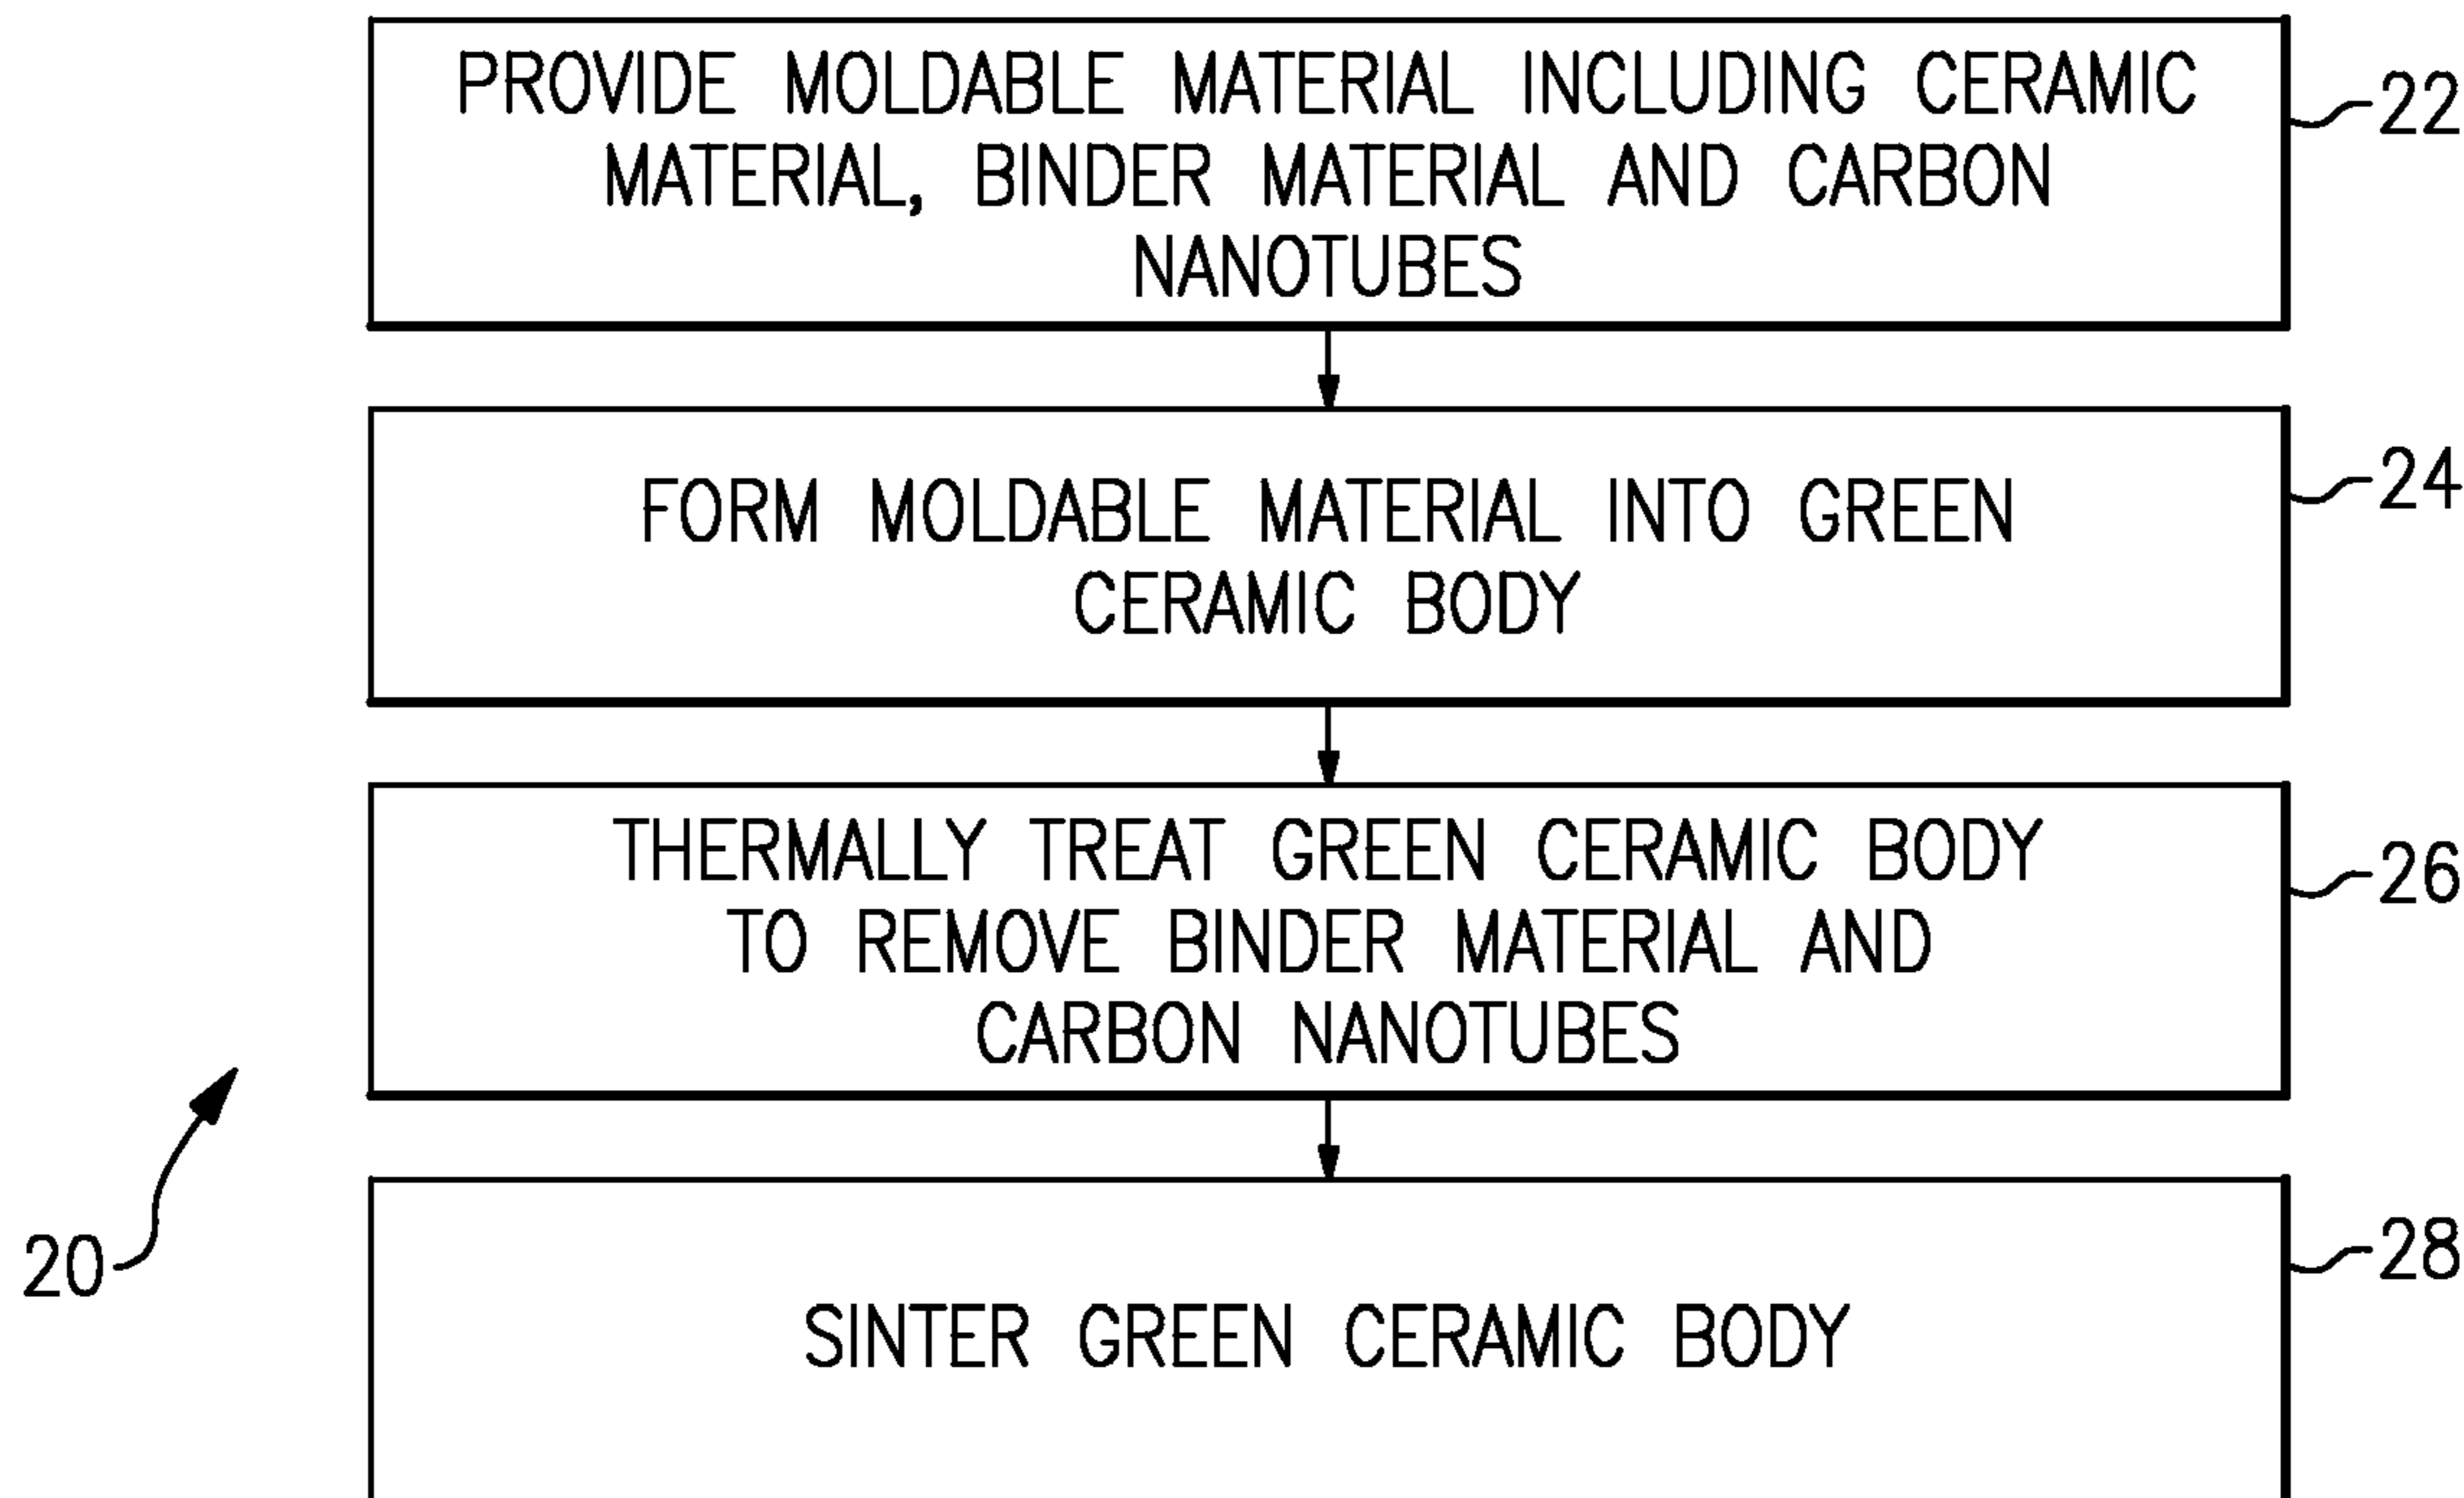 PROVIDE MOLDABLE MATERIAL INCLUDING CERAMIC
MATERIAL, BINDER MATERIAL AND CARBON
NANOTUBES
22
FORM MOLDABLE MATERIAL INTO GREEN
CERAMIC BODY
24
THERMALLY TREAT GREEN CERAMIC BODY
TO REMOVE BINDER MATERIAL AND
CARBON NANOTUBES
26
20
SINTER GREEN CERAMIC BODY
28